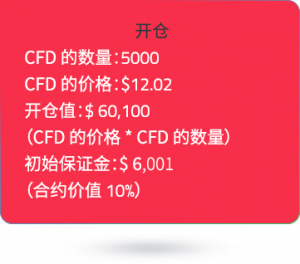 开仓
CFD 的数量：5000
CFD 的价格：$12.02
开仓值：$ 60,100
（CFD 的价格 * CFD 的数量）
初始保证金：$ 6,001
（合约价值 10%）